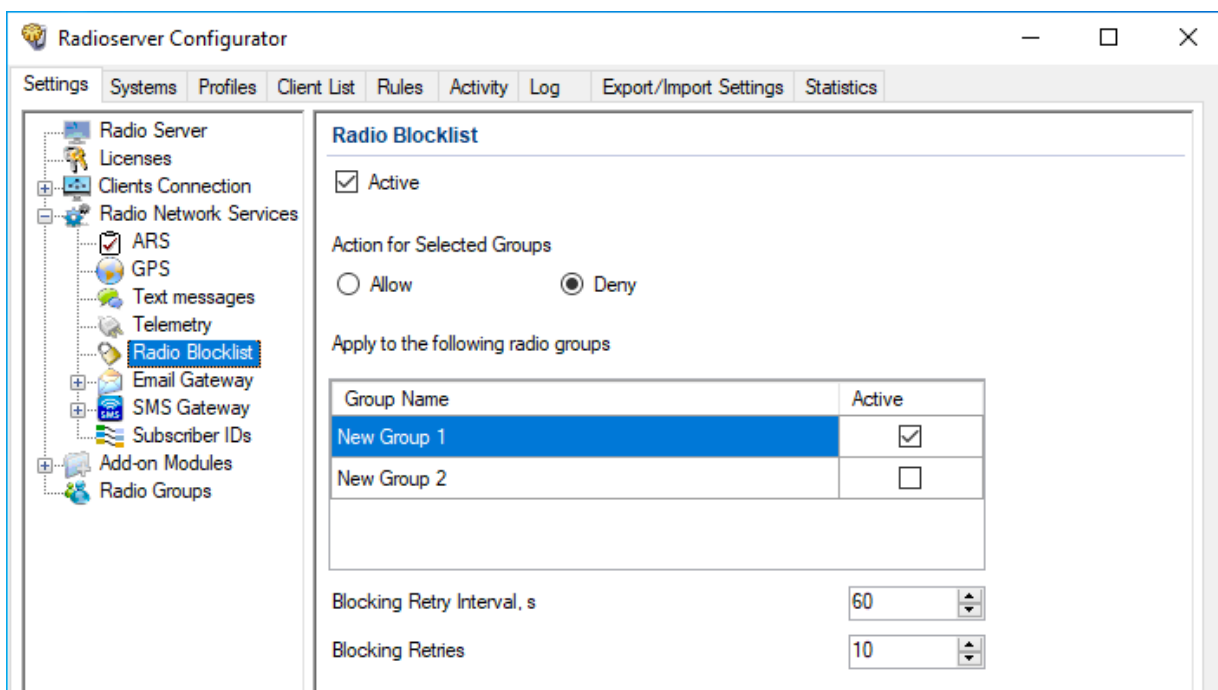 Radioserver Configurator
Settings Systems Profiles Client List Rules Activity Log Export/Import Settings Statistics
Radio Server
Licenses
Clients Connection
Radio Network Services
ARS
GPS
Text messages
Telemetry
Radio Blocklist
Email Gateway
SMS Gateway
Subscriber IDs
Add-on Modules
Radio Groups
Radio Blocklist
Active
Action for Selected Groups
Allow Deny
Apply to the following radio groups
Group Name Active
New Group 1
New Group 2
Blocking Retry Interval, s 60
Blocking Retries 10